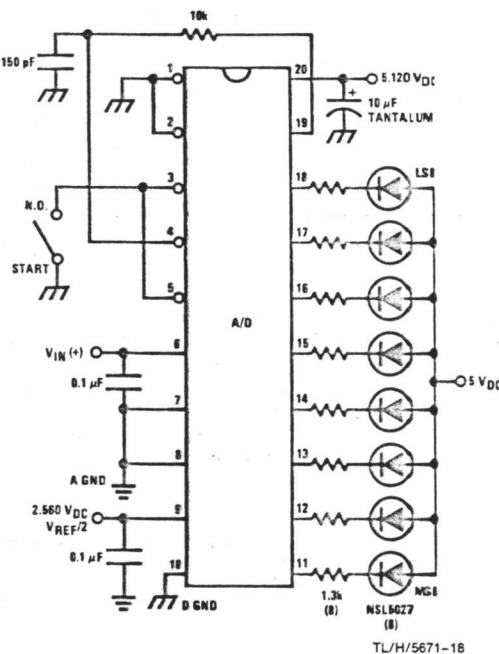 10k
150 pF
1
20
5.120 VDC
+
10 µF
TANTALUM
2
19
3
18
LSB
N.O.
4
17
START
5
16
A/D
VIN (+)
6
15
0.1 µF
5 VDC
7
14
8
13
A GND
2.560 VDC
VREF/2
9
12
0.1 µF
10
11
D GND
1.3k
(8)
NSL5027
(8)
MSB
TL/H/5671-18